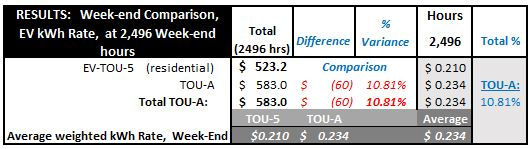 RESULTS: Week-end Comparison, EV kWh Rate, at 2,496 Week-end hours Total (2496 hrs) Difference % Variance Hours 2,496 Total %
EV-TOU-5 (residential) $ 523.2 Comparison $ 0.210
TOU-A $ 583.0 $ (60) 10.81% $ 0.234 TOU-A:
Total TOU-A: $ 583.0 $ (60) 10.81% $ 0.234 10.81%
TOU-5 TOU-A Average
Average weighted kWh Rate, Week-End $0.210 $ 0.234 $ 0.234